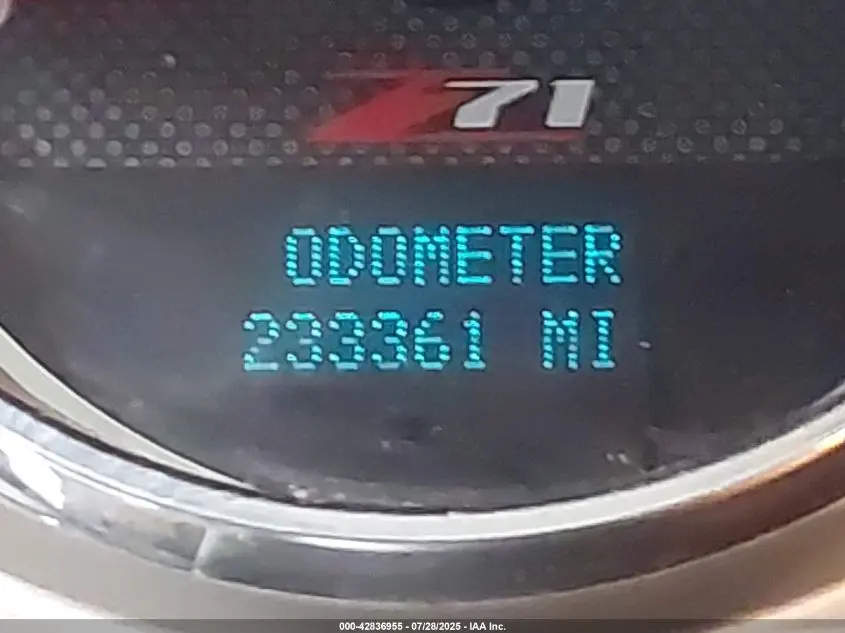 Z71
ODOMETER
233361 MI
000-42836955 - 07/28/2025 - IAA Inc.